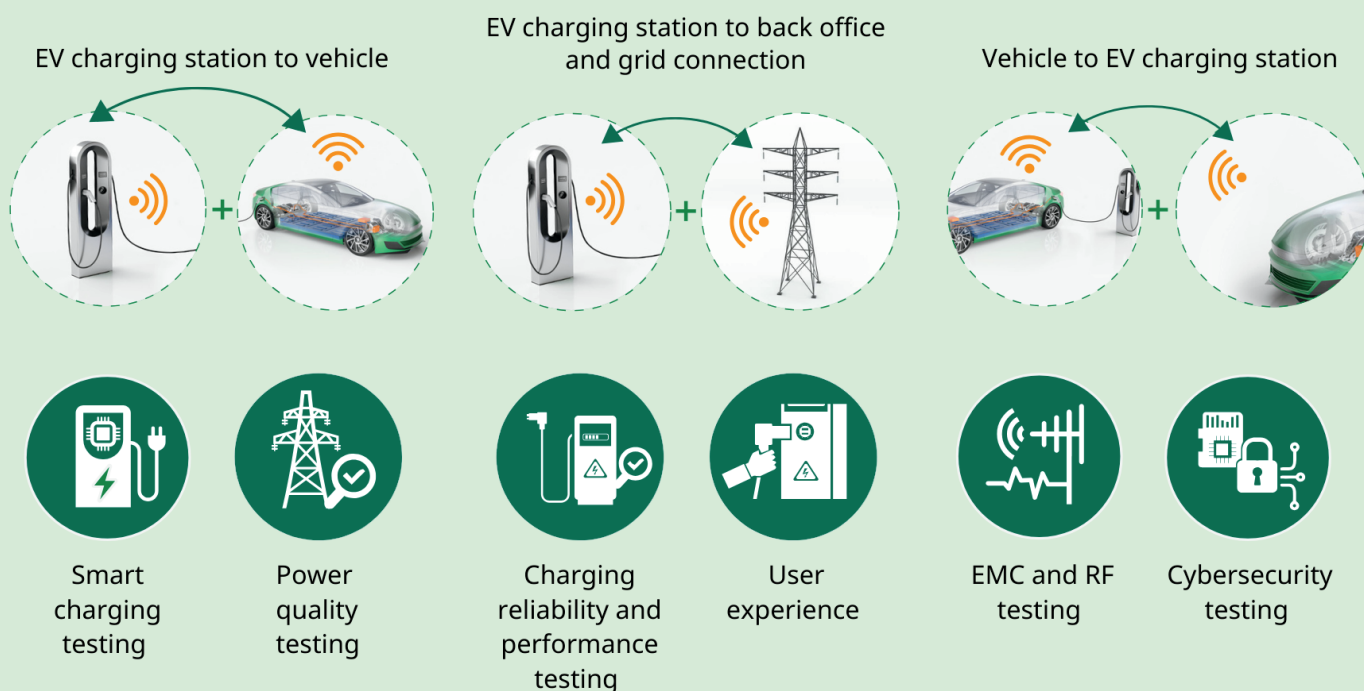 EV charging station to vehicle
EV charging station to back office
and grid connection
Vehicle to EV charging station
Smart
charging
testing
Power
quality
testing
Charging
reliability and
performance
testing
User
experience
EMC and RF
testing
Cybersecurity
testing